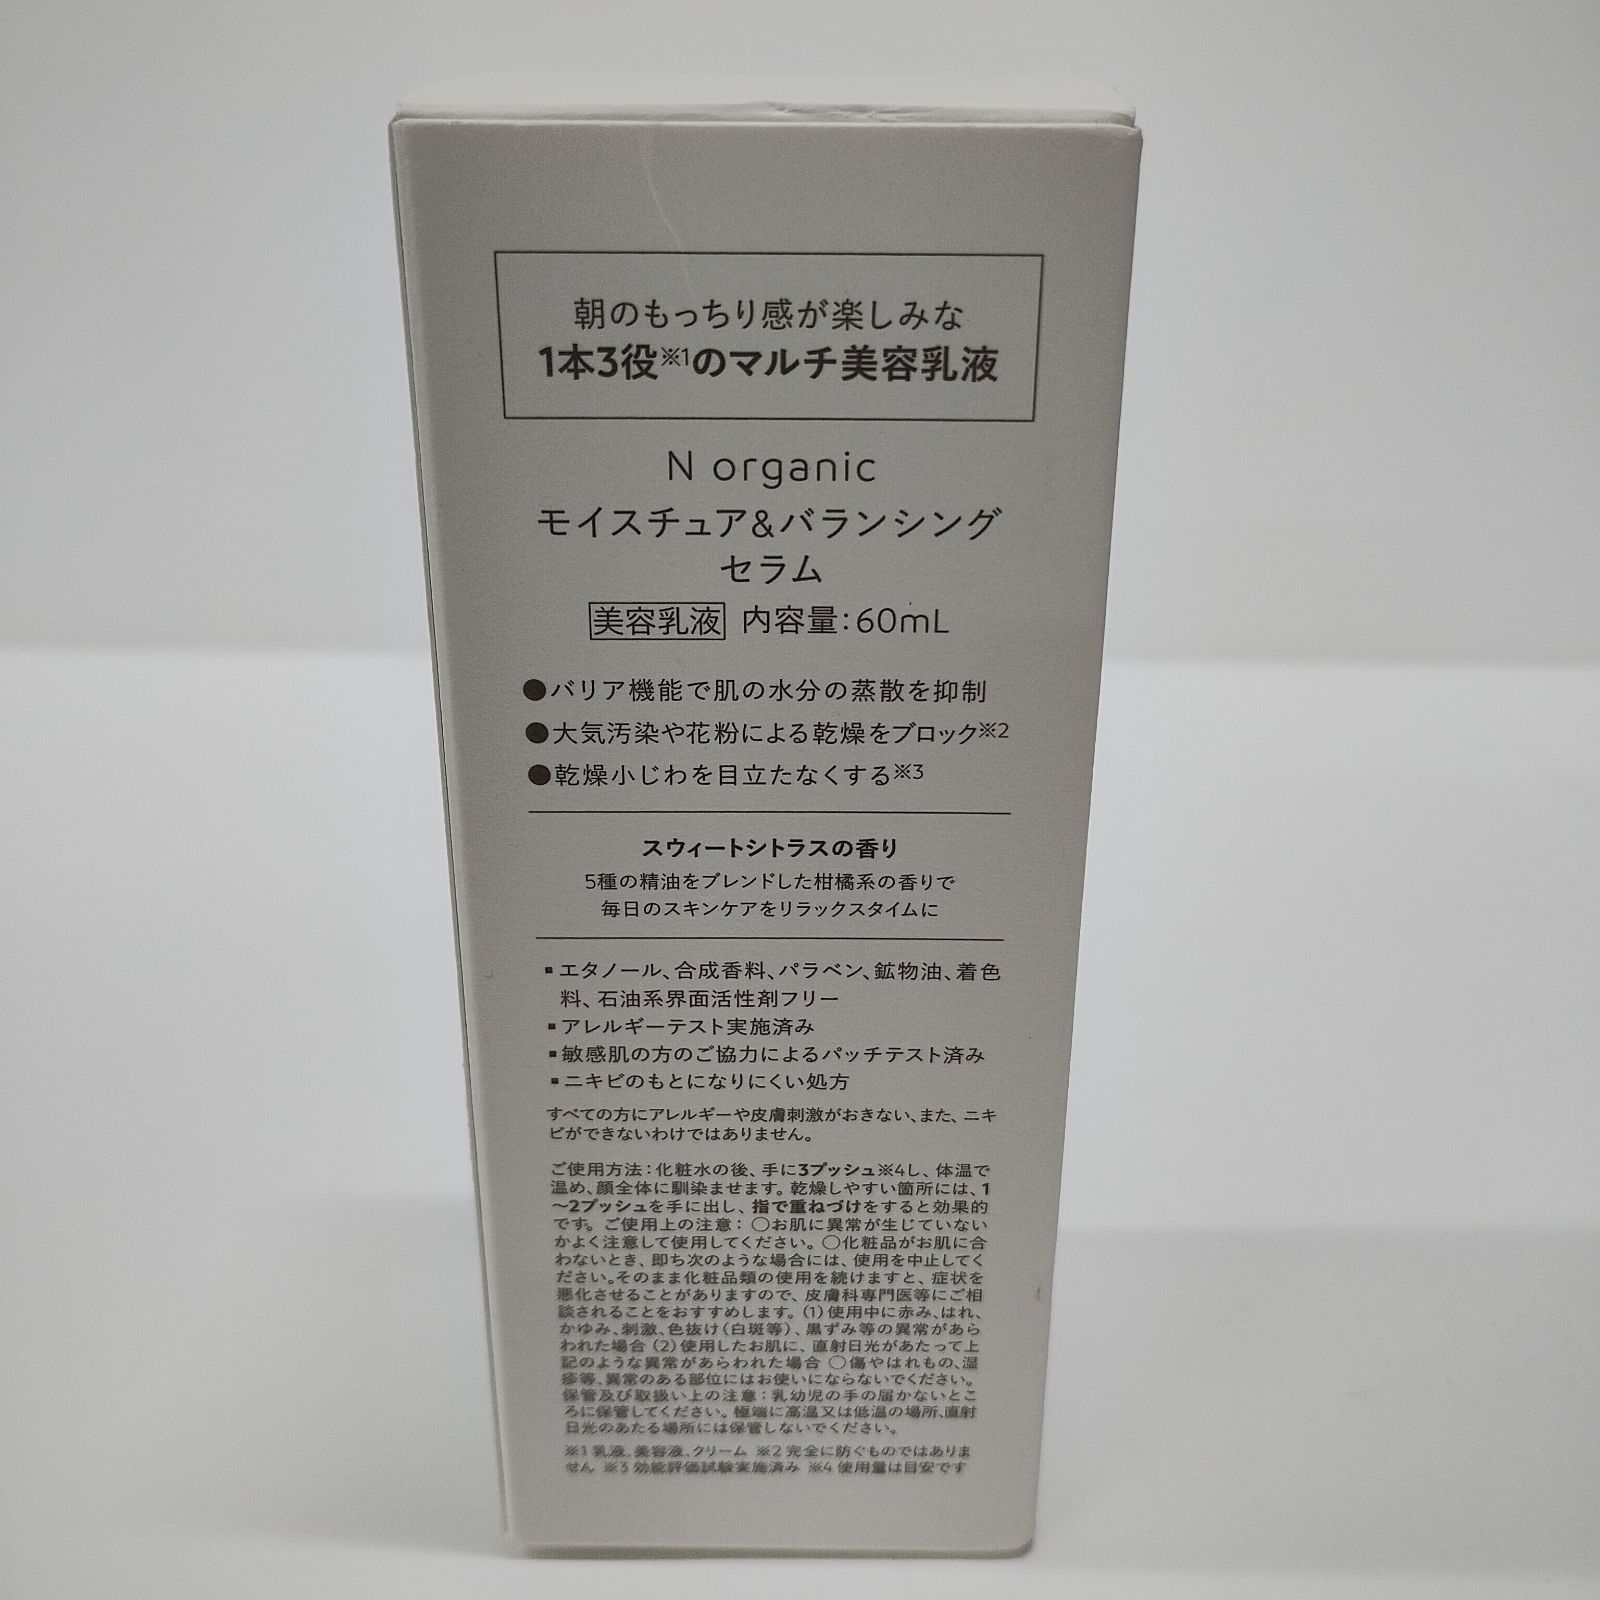 朝のもっちり感が楽しみな
1本3役※1のマルチ美容乳液
N organic
モイスチュア&バランシング
セラム
美容乳液 内容量:60mL
●バリア機能で肌の水分の蒸散を抑制
●大気汚染や花粉による乾燥をブロック※2
●乾燥小じわを目立たなくする※3
スウィートシトラスの香り
5種の精油をブレンドした柑橘系の香りで
毎日のスキンケアをリラックスタイムに
▪エタノール、合成香料、パラベン、鉱物油、着色
料、石油系界面活性剤フリー
▪アレルギーテスト実施済み
▪敏感肌の方のご協力によるパッチテスト済み
▪ニキビのもとになりにくい処方
すべての方にアレルギーや皮膚刺激がおきない、また、ニキ
ビができないわけではありません。
ご使用方法:化粧水の後、手に3プッシュ※4し、体温で
温め、顔全体に馴染ませます。乾燥しやすい箇所には、1
～2プッシュを手に出し、指で重ねづけをすると効果的
です。ご使用上の注意:○お肌に異常が生じていない
かよく注意して使用してください。○化粧品がお肌に合
わないとき、即ち次のような場合には、使用を中止してく
ださい。そのまま化粧品類の使用を続けますと、症状を
悪化させることがありますので、皮膚科専門医等にご相
談されることをおすすめします。(1)使用中に赤み、はれ、
かゆみ、刺激、色抜け(白斑等)、黒ずみ等の異常があら
われた場合 (2)使用したお肌に、直射日光があたって上
記のような異常があらわれた場合 ○傷やはれもの、湿
疹等、異常のある部位にはお使いにならないでください。
保管及び取扱い上の注意:乳幼児の手の届かないとこ
ろに保管してください。極端に高温又は低温の場所、直射
日光のあたる場所には保管しないでください。
※1 乳液、美容液、クリーム ※2 完全に防ぐものではありま
せん ※3 効能評価試験実施済み ※4 使用量は目安です